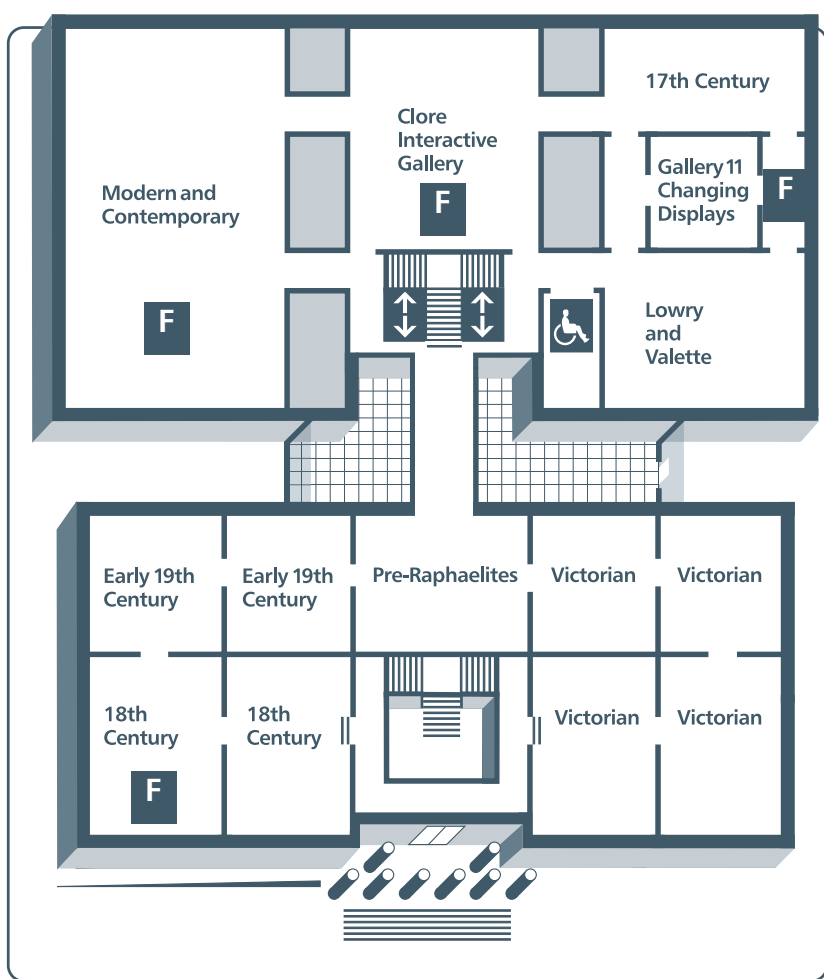 17th Century
Clore
Interactive
Gallery
F
Gallery 11
Changing
Displays
F
Modern and
Contemporary
F
Lowry
and
Valette
Early 19th
Century
Early 19th
Century
Pre-Raphaelites
Victorian
Victorian
18th
Century
F
18th
Century
Victorian
Victorian